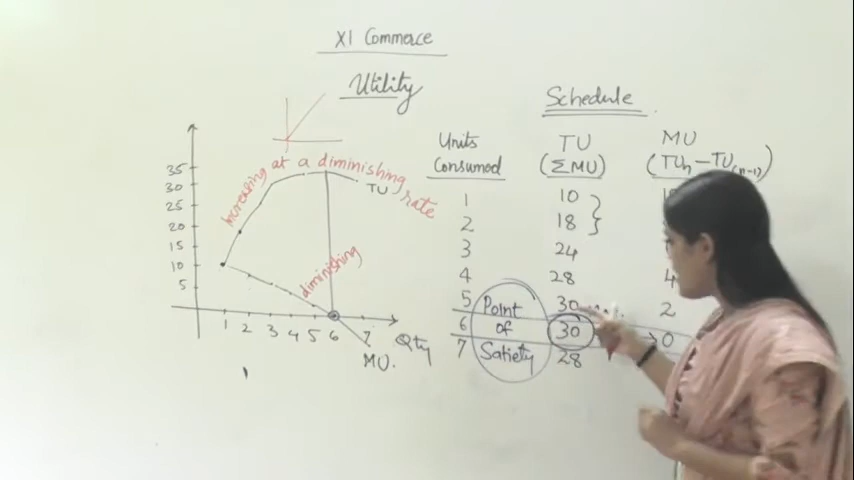 XI Commerce
Utility
Schedule
Increasing at a diminishing rate
35
30
25
20
15
10
5
TU
diminishing
1 2 3 4 5 6 7 Qty
MU.
Units Consumed TU (ΣMU) MU (TUn - TU(n-1))
1 10
2 18
3 24
4 28 4
5 30 2
6 30 0
7 28
Point of Satiety